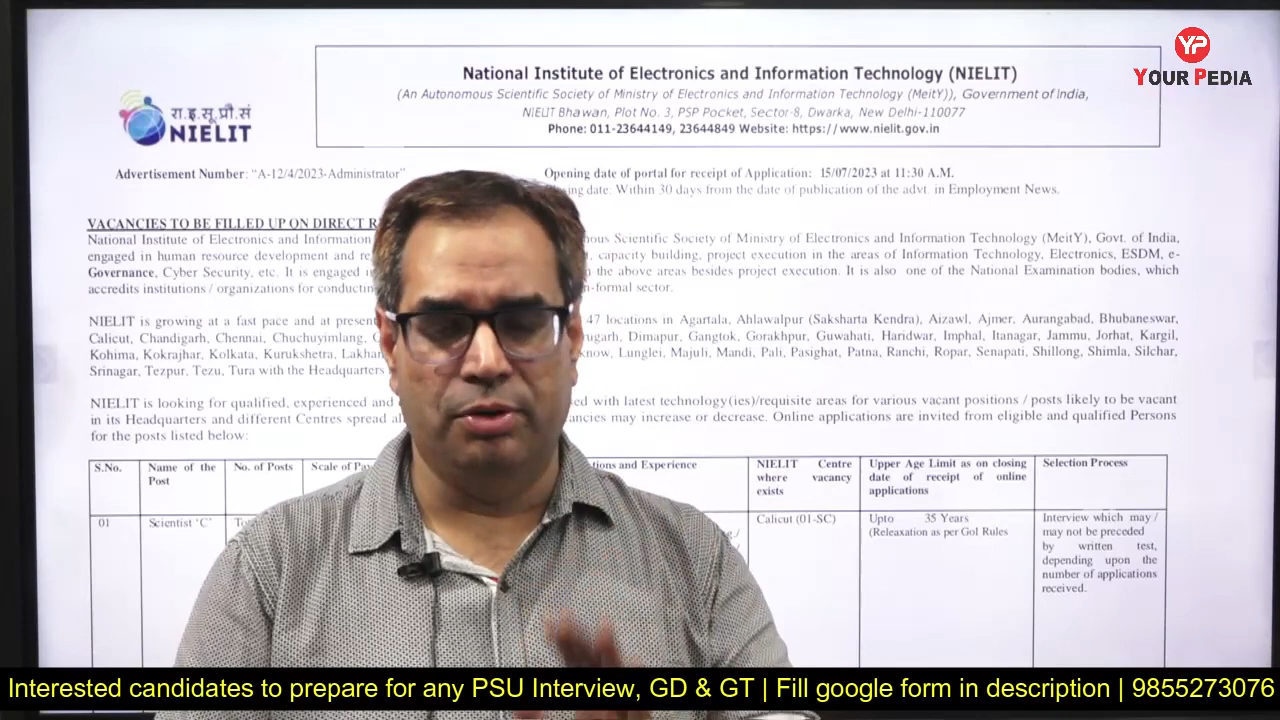 YP
YOUR PEDIA
National Institute of Electronics and Information Technology (NIELIT)
(An Autonomous Scientific Society of Ministry of Electronics and Information Technology (MeitY)), Government of India,
NIELIT Bhawan, Plot No. 3, PSP Pocket, Sector-8, Dwarka, New Delhi-110077
Phone: 011-23644149, 23644849 Website: https://www.nielit.gov.in
रा.इ.सू.प्रौ.सं
NIELIT
Advertisement Number: "A-12/4/2023-Administrator" Opening date of portal for receipt of Application: 15/07/2023 at 11:30 A.M.
date: Within 30 days from the date of publication of the advt. in Employment News.
VACANCIES TO BE FILLED UP ON DIRECT
National Institute of Electronics and Information Scientific Society of Ministry of Electronics and Information Technology (MeitY), Govt. of India,
engaged in human resource development and capacity building, project execution in the areas of Information Technology, Electronics, ESDM, e-
Governance, Cyber Security, etc. It is engaged the above areas besides project execution. It is also one of the National Examination bodies, which
accredits institutions / organizations for sector.
NIELIT is growing at a fast pace and at present 47 locations in Agartala, Ahlawalpur (Saksharta Kendra), Aizawl, Ajmer, Aurangabad, Bhubaneswar,
Calicut, Chandigarh, Chennai, Chuchuyimlang, Dimapur, Gangtok, Gorakhpur, Guwahati, Haridwar, Imphal, Itanagar, Jammu, Jorhat, Kargil,
Kohima, Kokrajhar, Kolkata, Kurukshetra, Lunglei, Majuli, Mandi, Pali, Pasighat, Patna, Ranchi, Ropar, Senapati, Shillong, Shimla, Silchar,
Srinagar, Tezpur, Tezu, Tura with the Headquarters
NIELIT is looking for qualified, experienced and with latest technology(ies)/requisite areas for various vacant positions / posts likely to be vacant
in its Headquarters and different Centres spread may increase or decrease. Online applications are invited from eligible and qualified Persons
for the posts listed below:
S.No. Name of the Post No. of Posts Scale of and Experience NIELIT Centre where vacancy exists Upper Age Limit as on closing date of receipt of online applications Selection Process
01 Scientist 'C' Calicut (01-SC) Upto 35 Years (Releaxation as per GoI Rules Interview which may / may not be preceded by written test, depending upon the number of applications received.
Interested candidates to prepare for any PSU Interview, GD & GT | Fill google form in description | 9855273076